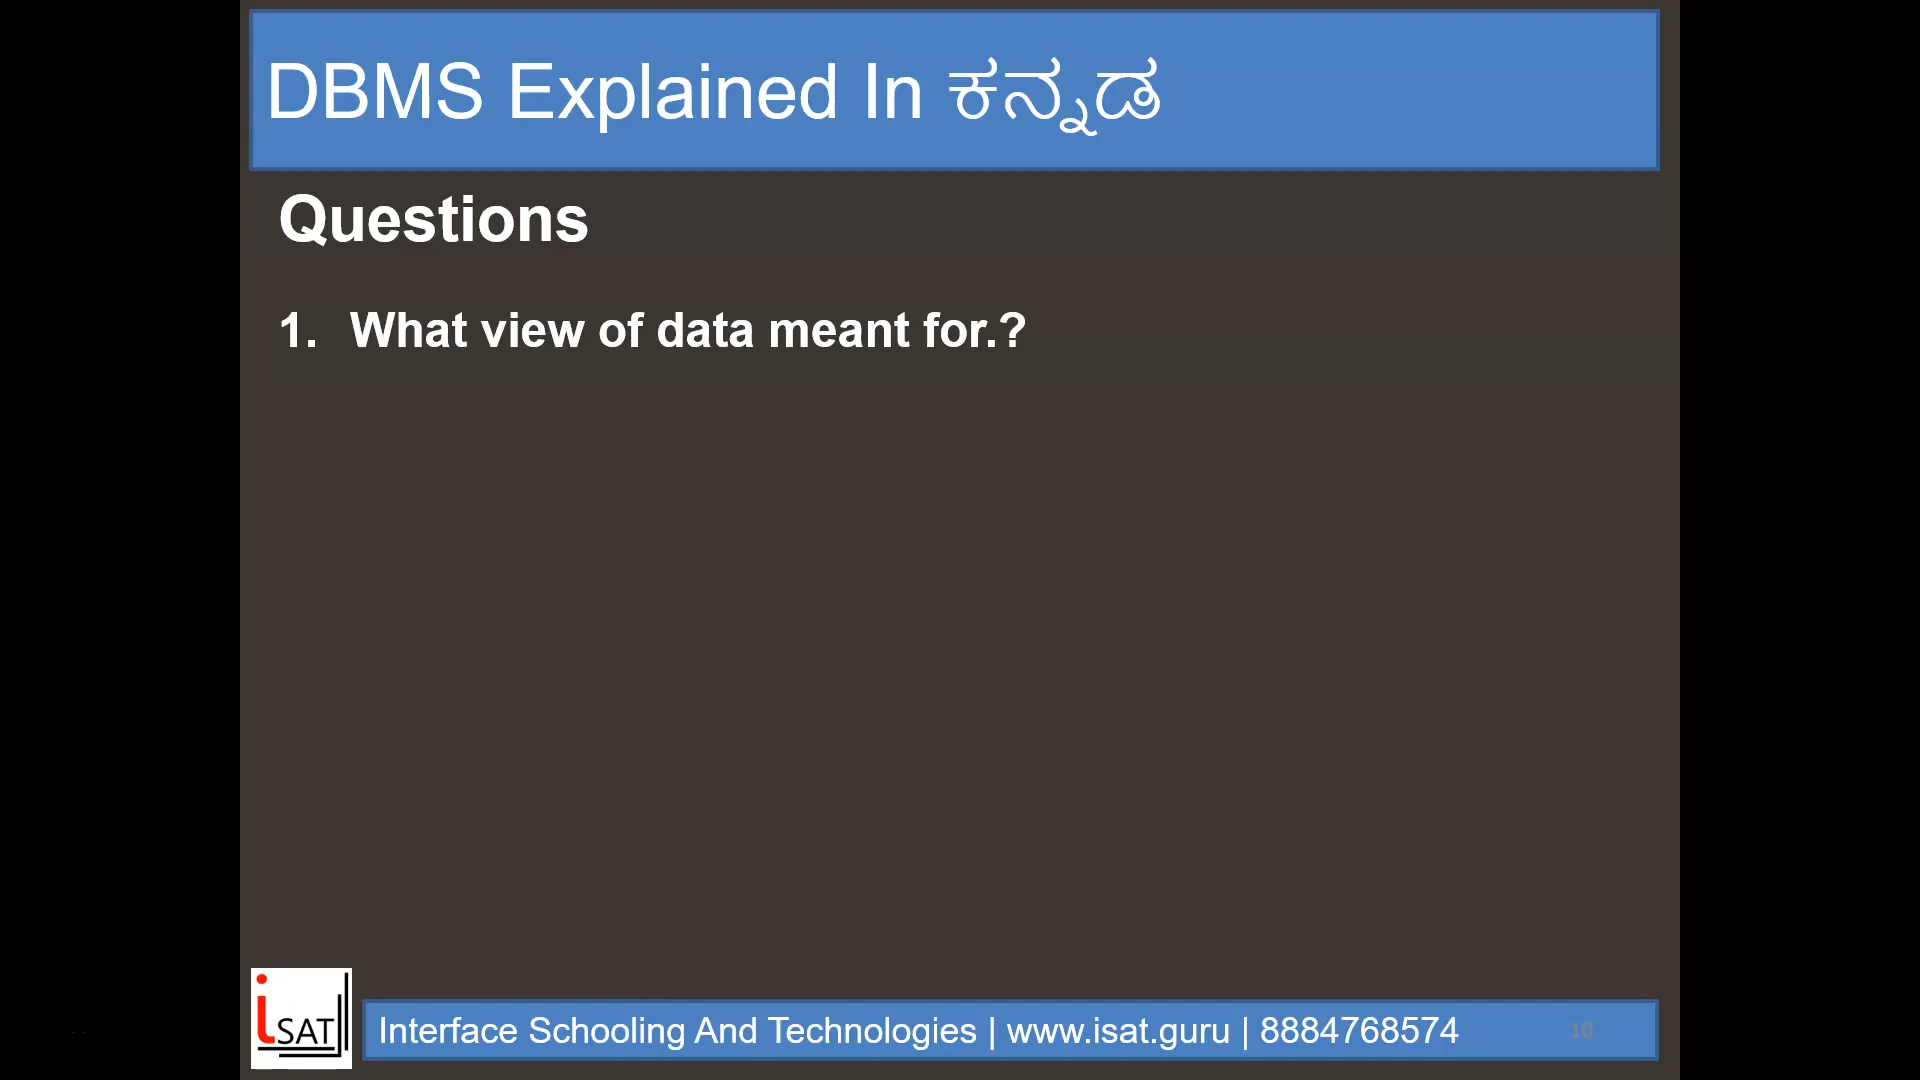 DBMS Explained In ಕನ್ನಡ
Questions
1. What view of data meant for.?
iSAT
Interface Schooling And Technologies | www.isat.guru | 8884768574
10